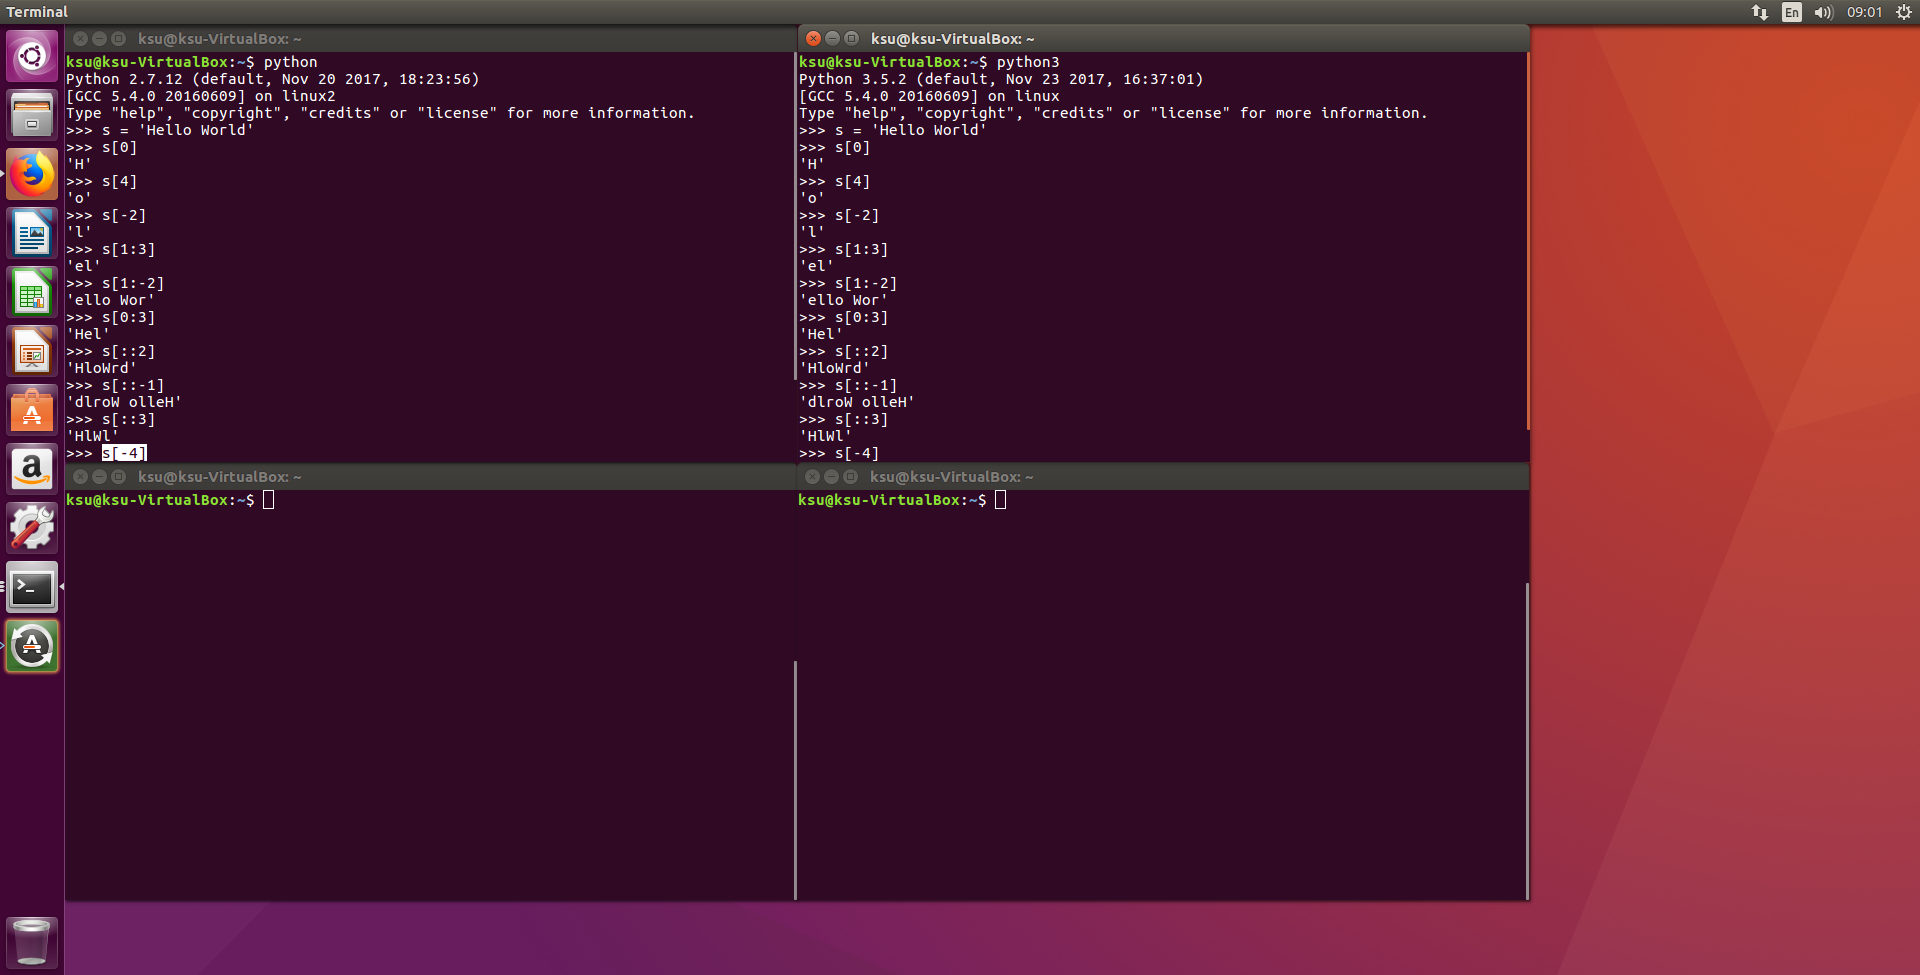 Terminal
En
09:01
ksu@ksu-VirtualBox: ~
ksu@ksu-VirtualBox:~$ python
Python 2.7.12 (default, Nov 20 2017, 18:23:56)
[GCC 5.4.0 20160609] on linux2
Type "help", "copyright", "credits" or "license" for more information.
>>> s = 'Hello World'
>>> s[0]
'H'
>>> s[4]
'o'
>>> s[-2]
'l'
>>> s[1:3]
'el'
>>> s[1:-2]
'ello Wor'
>>> s[0:3]
'Hel'
>>> s[::2]
'HloWrd'
>>> s[::-1]
'dlroW olleH'
>>> s[::3]
'HlWl'
>>> s[-4]
ksu@ksu-VirtualBox: ~
ksu@ksu-VirtualBox:~$ python3
Python 3.5.2 (default, Nov 23 2017, 16:37:01)
[GCC 5.4.0 20160609] on linux
Type "help", "copyright", "credits" or "license" for more information.
>>> s = 'Hello World'
>>> s[0]
'H'
>>> s[4]
'o'
>>> s[-2]
'l'
>>> s[1:3]
'el'
>>> s[1:-2]
'ello Wor'
>>> s[0:3]
'Hel'
>>> s[::2]
'HloWrd'
>>> s[::-1]
'dlroW olleH'
>>> s[::3]
'HlWl'
>>> s[-4]
ksu@ksu-VirtualBox: ~
ksu@ksu-VirtualBox:~$
ksu@ksu-VirtualBox: ~
ksu@ksu-VirtualBox:~$